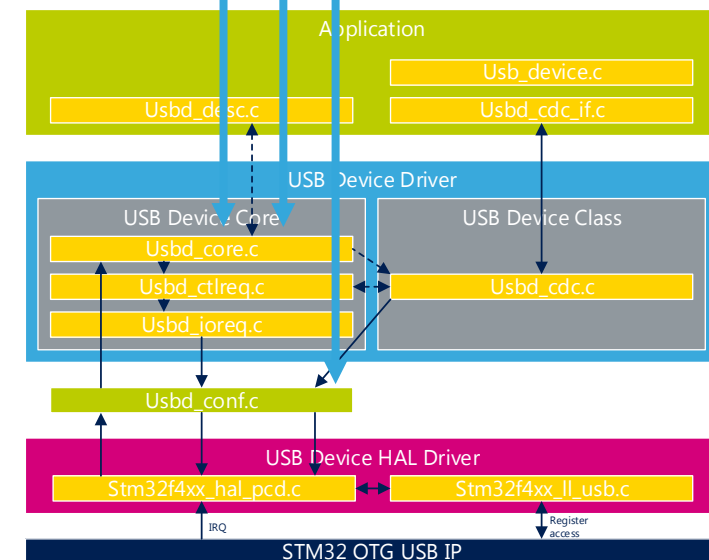 Application
Usb_device.c
Usbd_desc.c
Usbd_cdc_if.c
USB Device Driver
USB Device Core
USB Device Class
Usbd_core.c
Usbd_ctlreq.c
Usbd_cdc.c
Usbd_ioreq.c
Usbd_conf.c
USB Device HAL Driver
Stm32f4xx_hal_pcd.c
Stm32f4xx_ll_usb.c
IRQ
Register
access
STM32 OTG USB IP